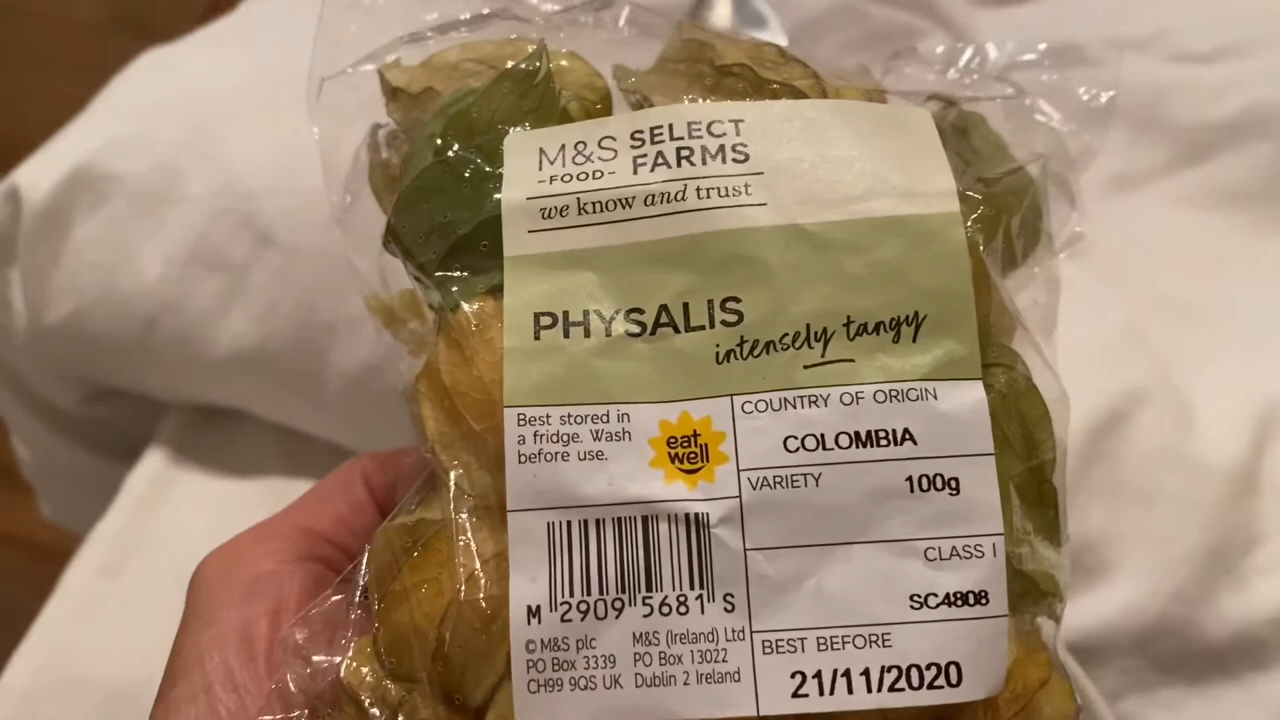 M&S SELECT
-FOOD- FARMS
we know and trust
PHYSALIS
intensely tangy
Best stored in
a fridge. Wash
before use.
eat
well
COUNTRY OF ORIGIN
COLOMBIA
VARIETY 100g
CLASS I
SC4808
M 2909 5681 S
© M&S plc
PO Box 3339
CH99 9QS UK
M&S (Ireland) Ltd
PO Box 13022
Dublin 2 Ireland
BEST BEFORE
21/11/2020